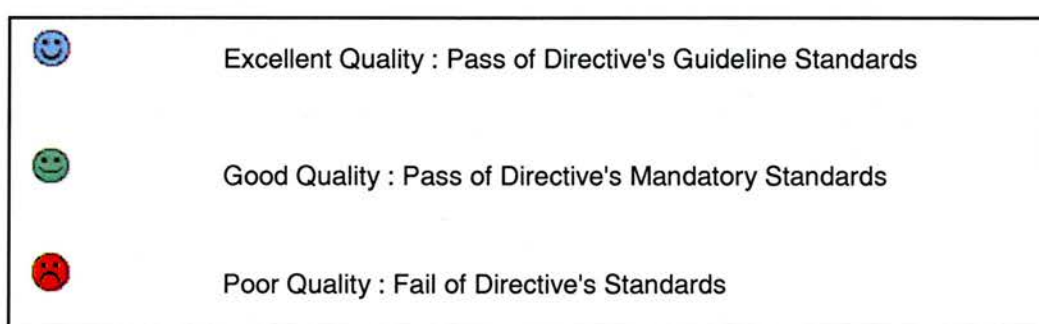 Excellent Quality : Pass of Directive's Guideline Standards
Good Quality : Pass of Directive's Mandatory Standards
Poor Quality : Fail of Directive's Standards